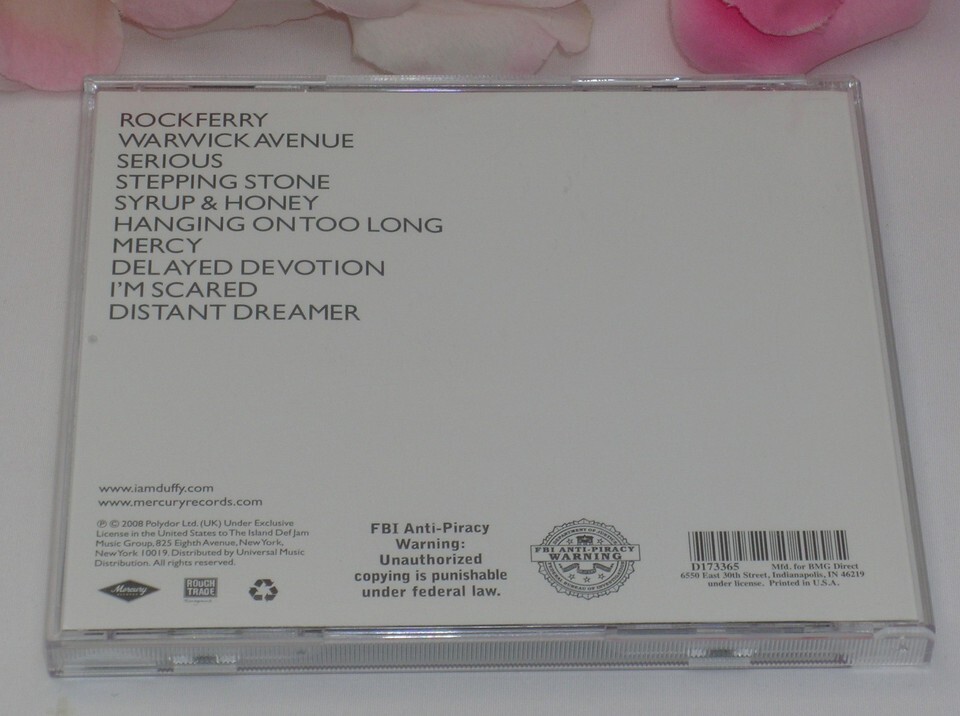 ROCKFERRY
WARWICK AVENUE
SERIOUS
STEPPING STONE
SYRUP & HONEY
HANGING ON TOO LONG
MERCY
DELAYED DEVOTION
I'M SCARED
DISTANT DREAMER
www.iamduffy.com
www.mercuryrecords.com
℗ © 2008 Polydor Ltd. (UK) Under Exclusive
License in the United States to The Island Def Jam
Music Group, 825 Eighth Avenue, New York,
New York 10019. Distributed by Universal Music
Distribution. All rights reserved.
Mercury
ROUGH
TRADE
FBI Anti-Piracy
Warning:
Unauthorized
copying is punishable
under federal law.
FBI ANTI-PIRACY
WARNING
D173365 Mfd. for BMG Direct
6550 East 30th Street, Indianapolis, IN 46219
under license. Printed in U.S.A.